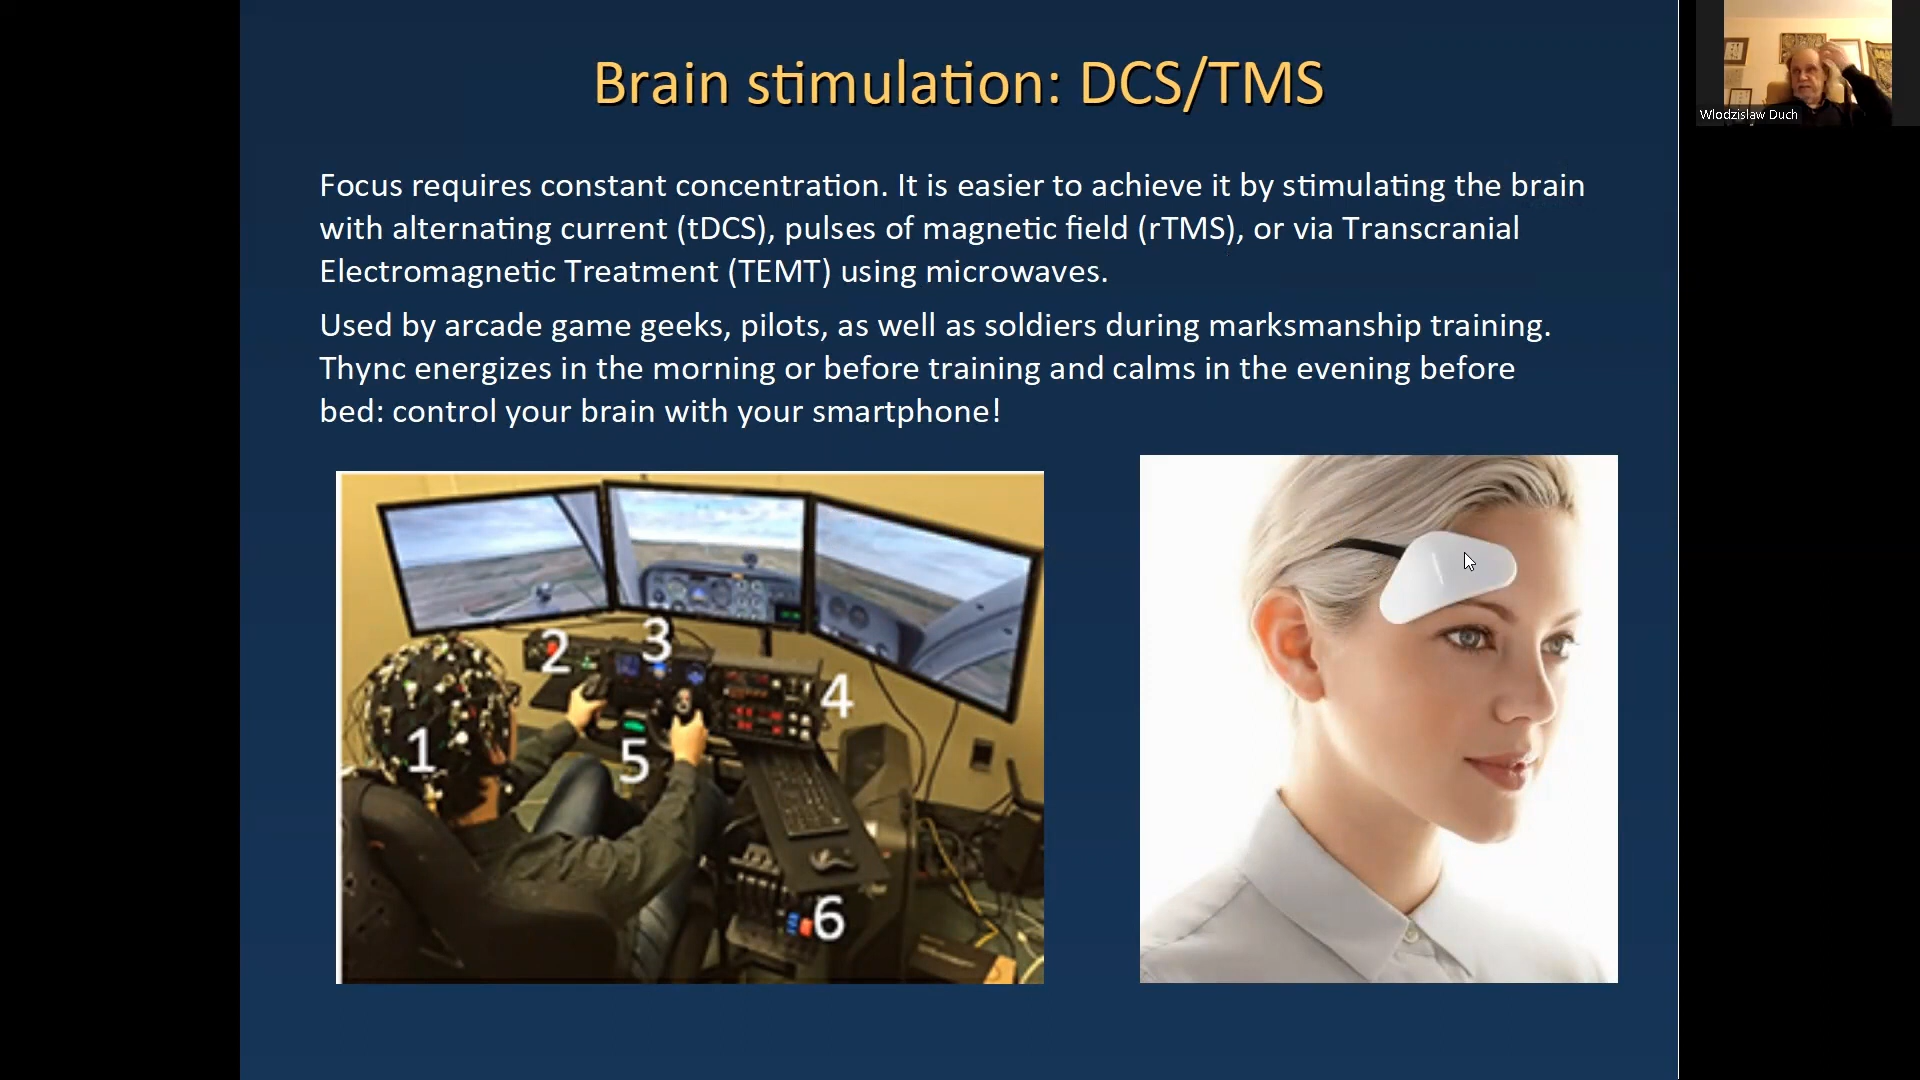 Brain stimulation: DCS/TMS
Wlodzislaw Duch
Focus requires constant concentration. It is easier to achieve it by stimulating the brain
with alternating current (tDCS), pulses of magnetic field (rTMS), or via Transcranial
Electromagnetic Treatment (TEMT) using microwaves.
Used by arcade game geeks, pilots, as well as soldiers during marksmanship training.
Thync energizes in the morning or before training and calms in the evening before
bed: control your brain with your smartphone!
1
2
3
4
5
6